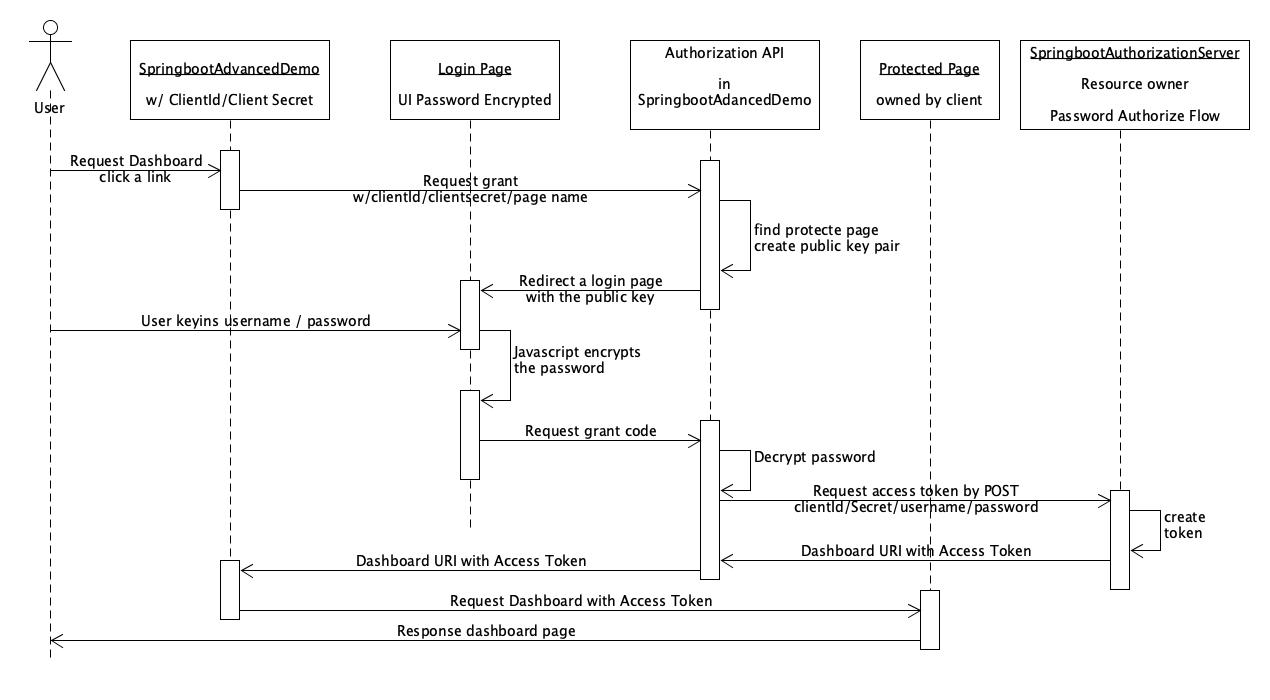 User
SpringbootAdvancedDemo
w/ ClientId/Client Secret
Login Page
UI Password Encrypted
Authorization API
in
SpringbootAdancedDemo
Protected Page
owned by client
SpringbootAuthorizationServer
Resource owner
Password Authorize Flow
Request Dashboard
click a link
Request grant
w/clientId/clientsecret/page name
find protecte page
create public key pair
Redirect a login page
with the public key
User keyins username / password
Javascript encrypts
the password
Request grant code
Decrypt password
Request access token by POST
clientId/Secret/username/password
create
token
Dashboard URI with Access Token
Dashboard URI with Access Token
Request Dashboard with Access Token
Response dashboard page